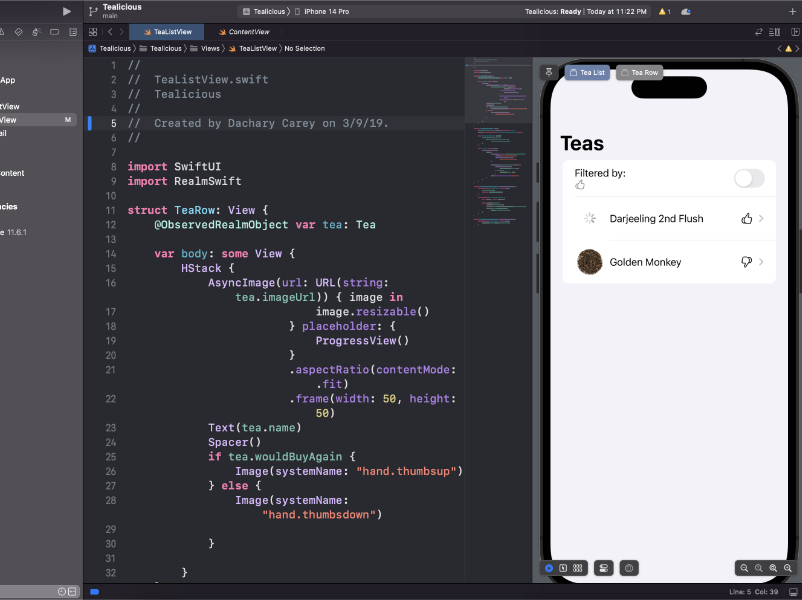 Tealicious
main
Tealicious
iPhone 14 Pro
Tealicious: Ready | Today at 11:22 PM
1
TeaListView
ContentView
Tealicious
Tealicious
Views
TeaListView
No Selection
App
tView
View
M
ail
ontent
cies
e 11.6.1
1 //
2 // TeaListView.swift
3 // Tealicious
4 //
5 // Created by Dachary Carey on 3/9/19.
6 //
7
8 import SwiftUI
9 import RealmSwift
10
11 struct TeaRow: View {
12 @ObservedRealmObject var tea: Tea
13
14 var body: some View {
15 HStack {
16 AsyncImage(url: URL(string:
tea.imageUrl)) { image in
17 image.resizable()
18 } placeholder: {
19 ProgressView()
20 }
21 .aspectRatio(contentMode:
.fit)
22 .frame(width: 50, height:
50)
23 Text(tea.name)
24 Spacer()
25 if tea.wouldBuyAgain {
26 Image(systemName: "hand.thumbsup")
27 } else {
28 Image(systemName:
"hand.thumbsdown")
29
30 }
31
32 }
Tea List
Tea Row
Teas
Filtered by:
Darjeeling 2nd Flush
Golden Monkey
Line: 5 Col: 39